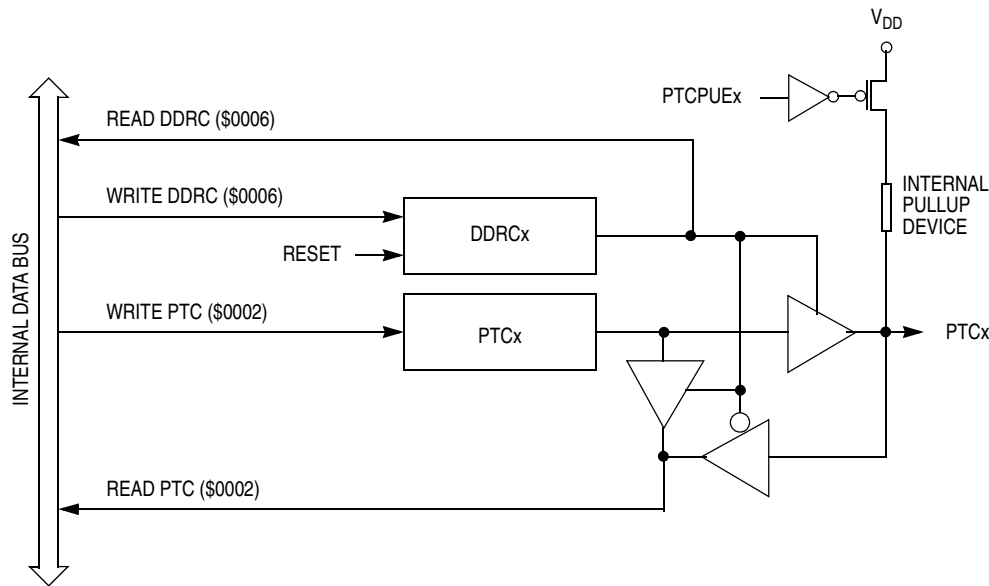 V_DD
PTCPUEx
READ DDRC ($0006)
INTERNAL
PULLUP
DEVICE
WRITE DDRC ($0006)
DDRCx
RESET
INTERNAL DATA BUS
WRITE PTC ($0002)
PTCx
PTCx
READ PTC ($0002)